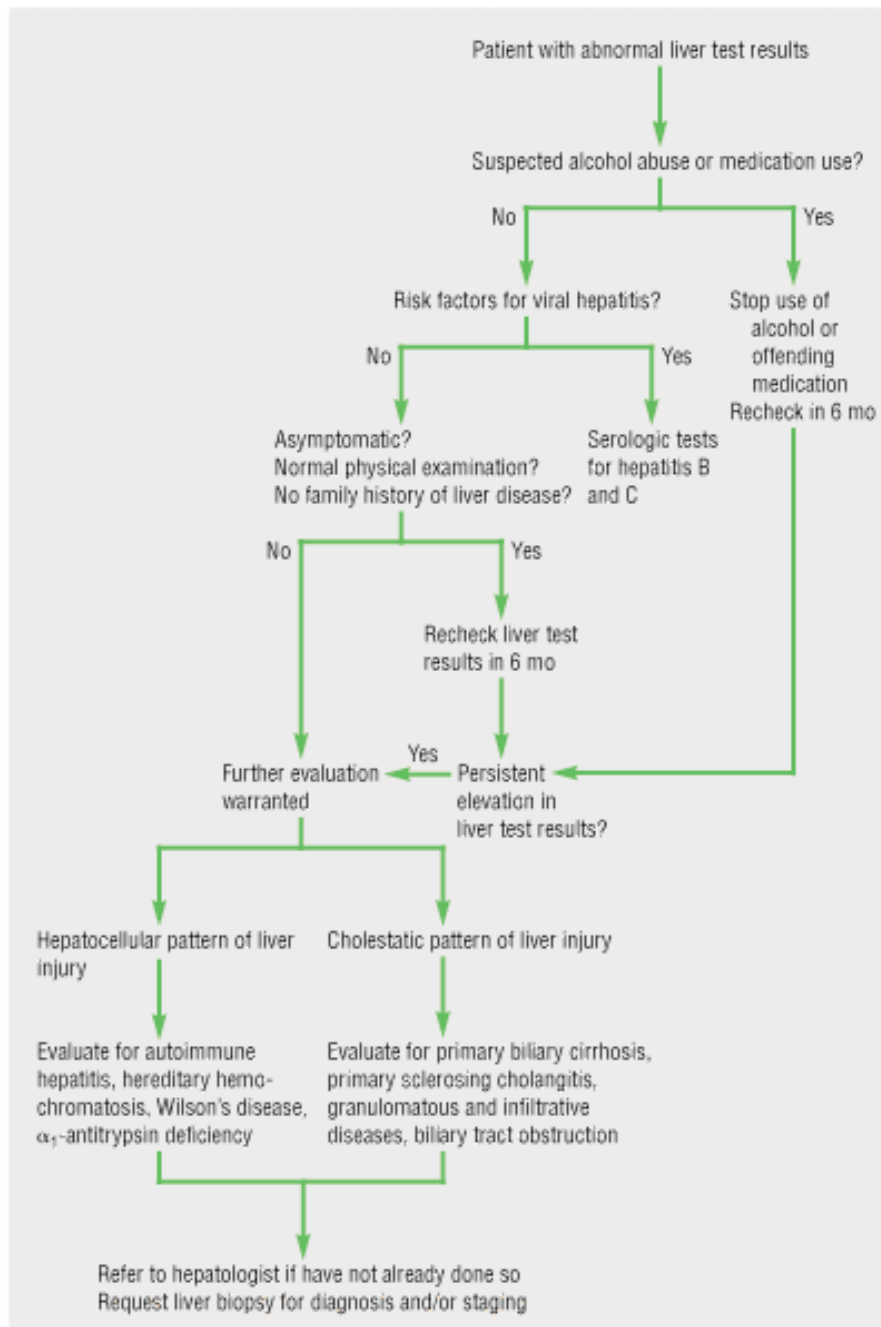 Patient with abnormal liver test results
Suspected alcohol abuse or medication use?
No
Yes
Risk factors for viral hepatitis?
Stop use of
alcohol or
offending
medication
Recheck in 6 mo
No
Yes
Asymptomatic?
Normal physical examination?
No family history of liver disease?
Serologic tests
for hepatitis B
and C
No
Yes
Recheck liver test
results in 6 mo
Yes
Further evaluation
warranted
Persistent
elevation in
liver test results?
Hepatocellular pattern of liver
injury
Cholestatic pattern of liver injury
Evaluate for autoimmune
hepatitis, hereditary hemo-
chromatosis, Wilson's disease,
α₁-antitrypsin deficiency
Evaluate for primary biliary cirrhosis,
primary sclerosing cholangitis,
granulomatous and infiltrative
diseases, biliary tract obstruction
Refer to hepatologist if have not already done so
Request liver biopsy for diagnosis and/or staging